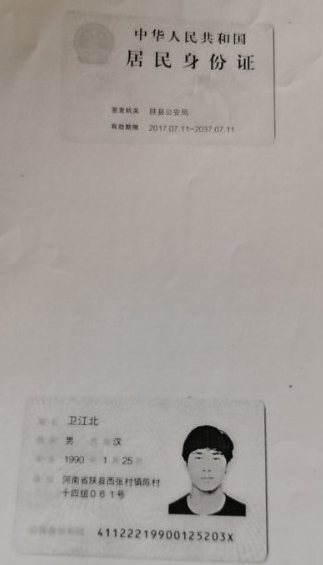 中华人民共和国
居民身份证
签发机关 陕县公安局
有效期限 2017.07.11-2037.07.11
卫江北
男 汉
1990 1 25
河南省陕县西张村镇陈村
十四组061号
41122219900125203X